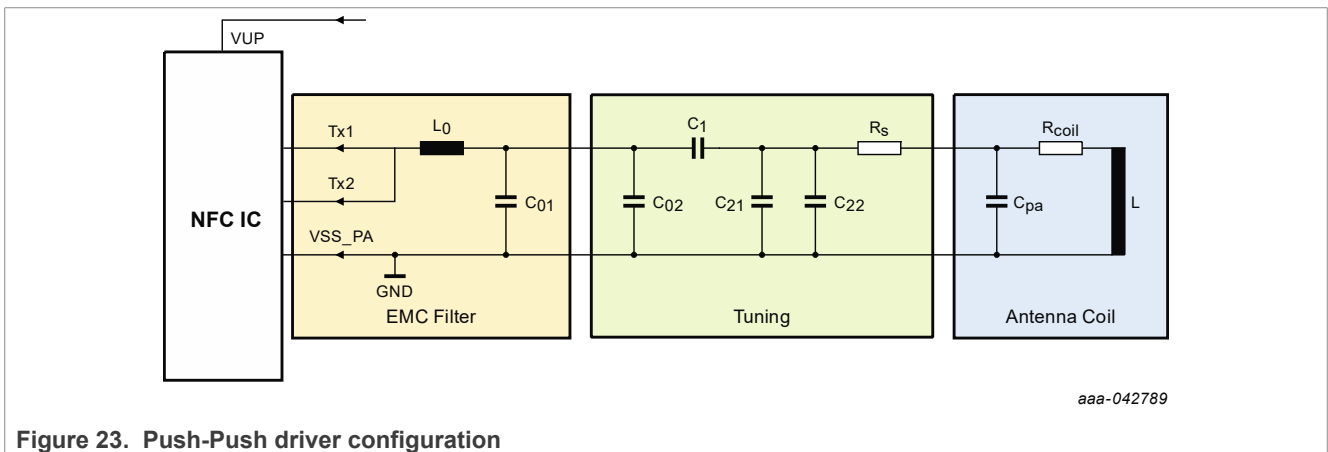 VUP
NFC IC
Tx1
Tx2
VSS_PA
GND
L0
C01
EMC Filter
C02
C1
C21
C22
Rs
Tuning
Cpa
Rcoil
L
Antenna Coil
aaa-042789
Figure 23. Push-Push driver configuration